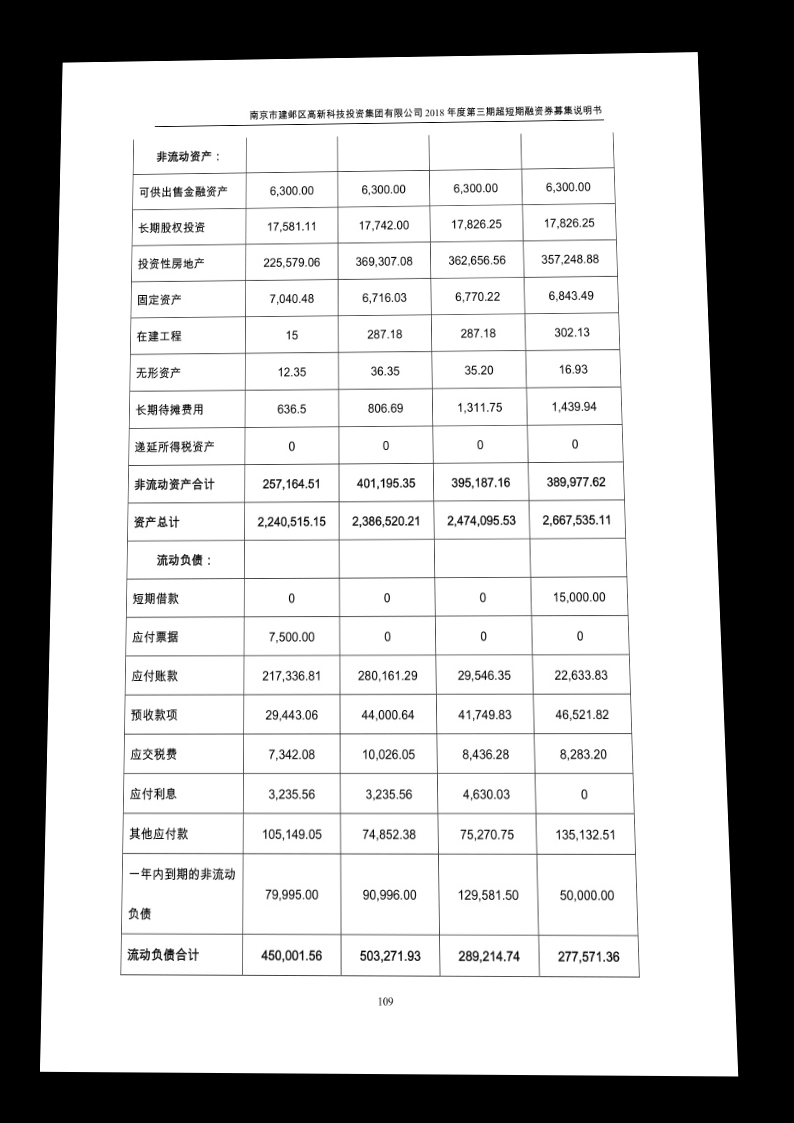 南京市建邺区高新科技投资集团有限公司 2018 年度第三期超短期融资券募集说明书
非流动资产：
可供出售金融资产 6,300.00 6,300.00 6,300.00 6,300.00
长期股权投资 17,581.11 17,742.00 17,826.25 17,826.25
投资性房地产 225,579.06 369,307.08 362,656.56 357,248.88
固定资产 7,040.48 6,716.03 6,770.22 6,843.49
在建工程 15 287.18 287.18 302.13
无形资产 12.35 36.35 35.20 16.93
长期待摊费用 636.5 806.69 1,311.75 1,439.94
递延所得税资产 0 0 0 0
非流动资产合计 257,164.51 401,195.35 395,187.16 389,977.62
资产总计 2,240,515.15 2,386,520.21 2,474,095.53 2,667,535.11
流动负债：
短期借款 0 0 0 15,000.00
应付票据 7,500.00 0 0 0
应付账款 217,336.81 280,161.29 29,546.35 22,633.83
预收款项 29,443.06 44,000.64 41,749.83 46,521.82
应交税费 7,342.08 10,026.05 8,436.28 8,283.20
应付利息 3,235.56 3,235.56 4,630.03 0
其他应付款 105,149.05 74,852.38 75,270.75 135,132.51
一年内到期的非流动
负债 79,995.00 90,996.00 129,581.50 50,000.00
流动负债合计 450,001.56 503,271.93 289,214.74 277,571.36
109